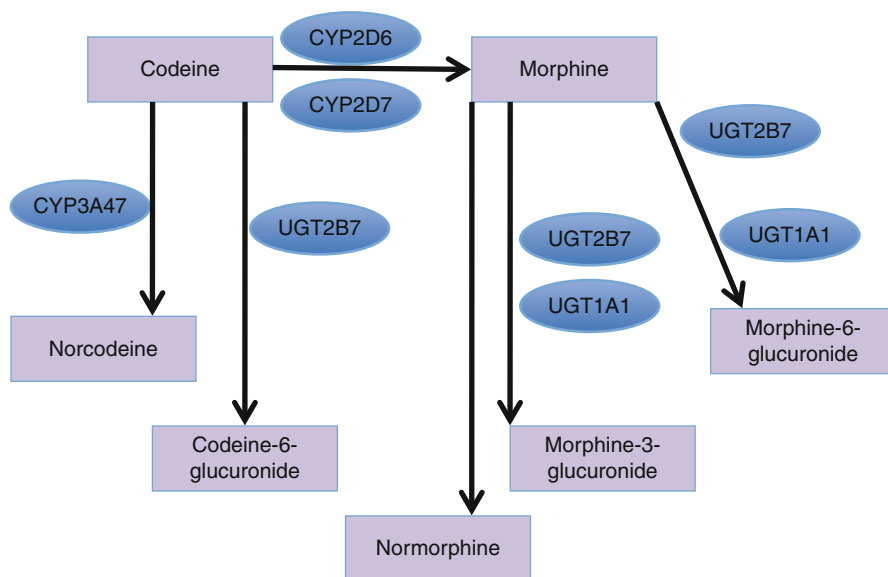 CYP2D6
Codeine
Morphine
CYP2D7
UGT2B7
CYP3A47
UGT2B7
UGT2B7
UGT1A1
UGT1A1
Norcodeine
Morphine-6-
glucuronide
Codeine-6-
glucuronide
Morphine-3-
glucuronide
Normorphine